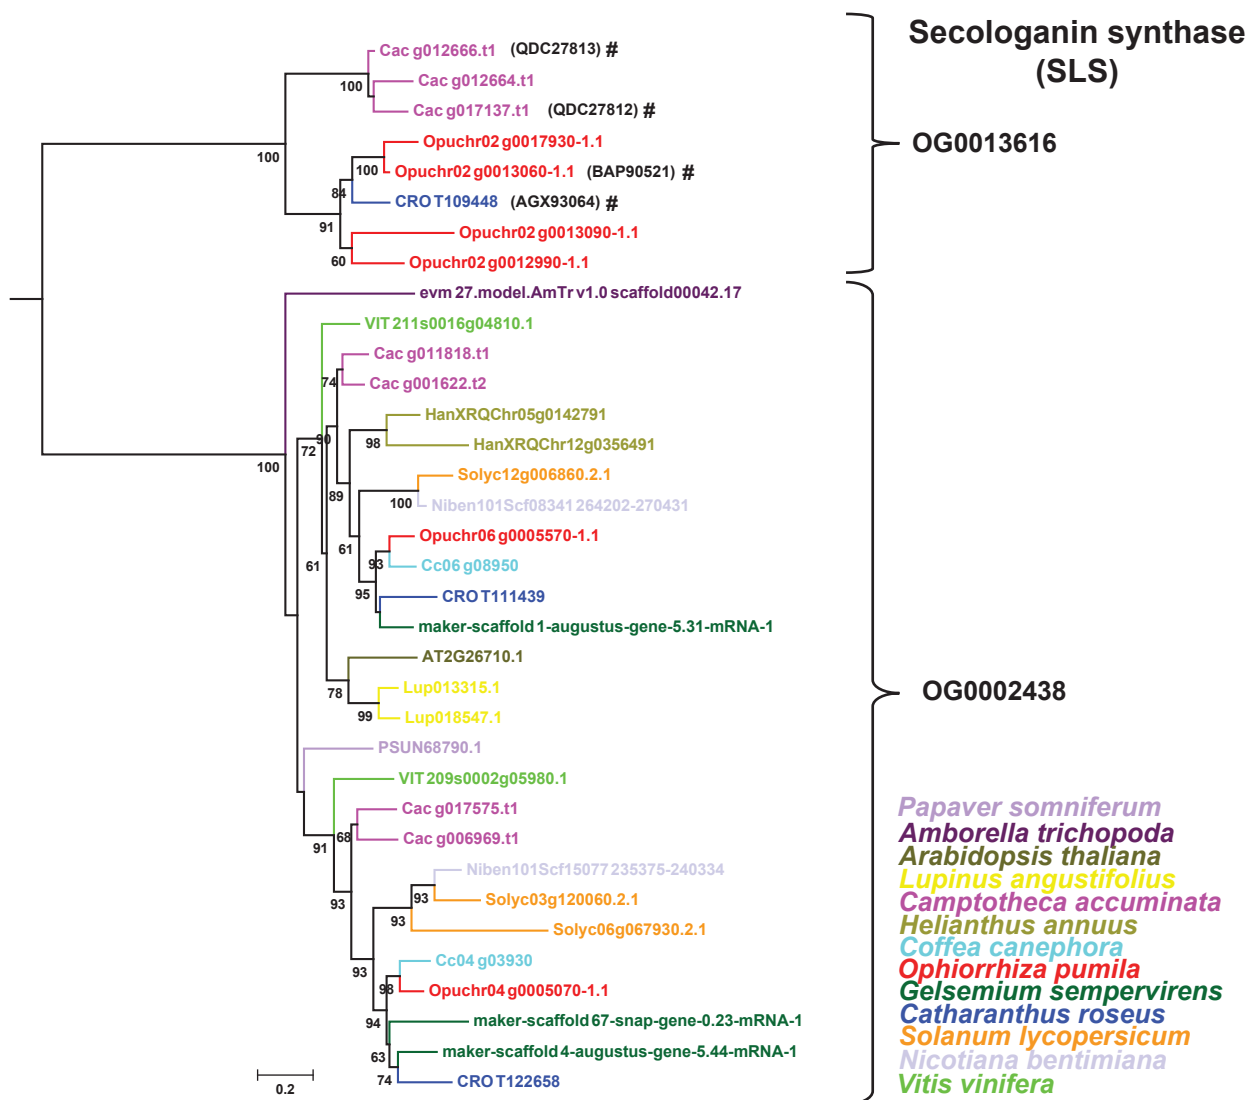 Secologanin synthase
(SLS)
Cac g012666.t1 (QDC27813) #
100
Cac g012664.t1
Cac g017137.t1 (QDC27812) #
OG0013616
100
Opuchr02 g0017930-1.1
100
Opuchr02 g0013060-1.1 (BAP90521) #
84
CRO T109448 (AGX93064) #
91
Opuchr02 g0013090-1.1
60
Opuchr02 g0012990-1.1
evm 27.model.AmTr v1.0 scaffold00042.17
VIT 211s0016g04810.1
Cac g011818.t1
74
Cac g001622.t2
HanXRQChr05g0142791
90
72
98
HanXRQChr12g0356491
100
Solyc12g006860.2.1
89
100
Niben101Scf08341 264202-270431
Opuchr06 g0005570-1.1
61
93
Cc06 g08950
61
95
CRO T111439
maker-scaffold 1-augustus-gene-5.31-mRNA-1
AT2G26710.1
78
Lup013315.1
OG0002438
99
Lup018547.1
PSUN68790.1
VIT 209s0002g05980.1
Cac g017575.t1
68
91
Cac g006969.t1
Niben101Scf15077 235375-240334
93
93
Solyc03g120060.2.1
93
Solyc06g067930.2.1
Cc04 g03930
93
98
Opuchr04 g0005070-1.1
94
maker-scaffold 67-snap-gene-0.23-mRNA-1
63
maker-scaffold 4-augustus-gene-5.44-mRNA-1
74
CRO T122658
0.2
Papaver somniferum
Amborella trichopoda
Arabidopsis thaliana
Lupinus angustifolius
Camptotheca accuminata
Helianthus annuus
Coffea canephora
Ophiorrhiza pumila
Gelsemium sempervirens
Catharanthus roseus
Solanum lycopersicum
Nicotiana bentimiana
Vitis vinifera